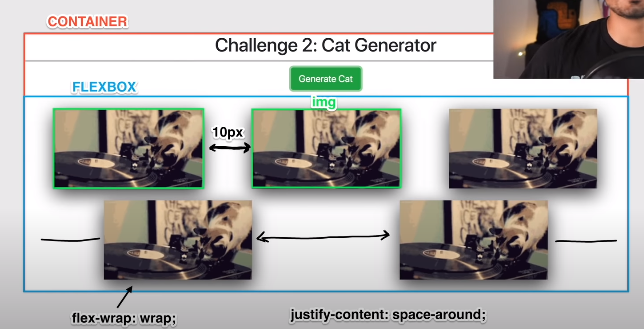 CONTAINER
Challenge 2: Cat Generator
Generate Cat
FLEXBOX
img
10px
flex-wrap: wrap;
justify-content: space-around;